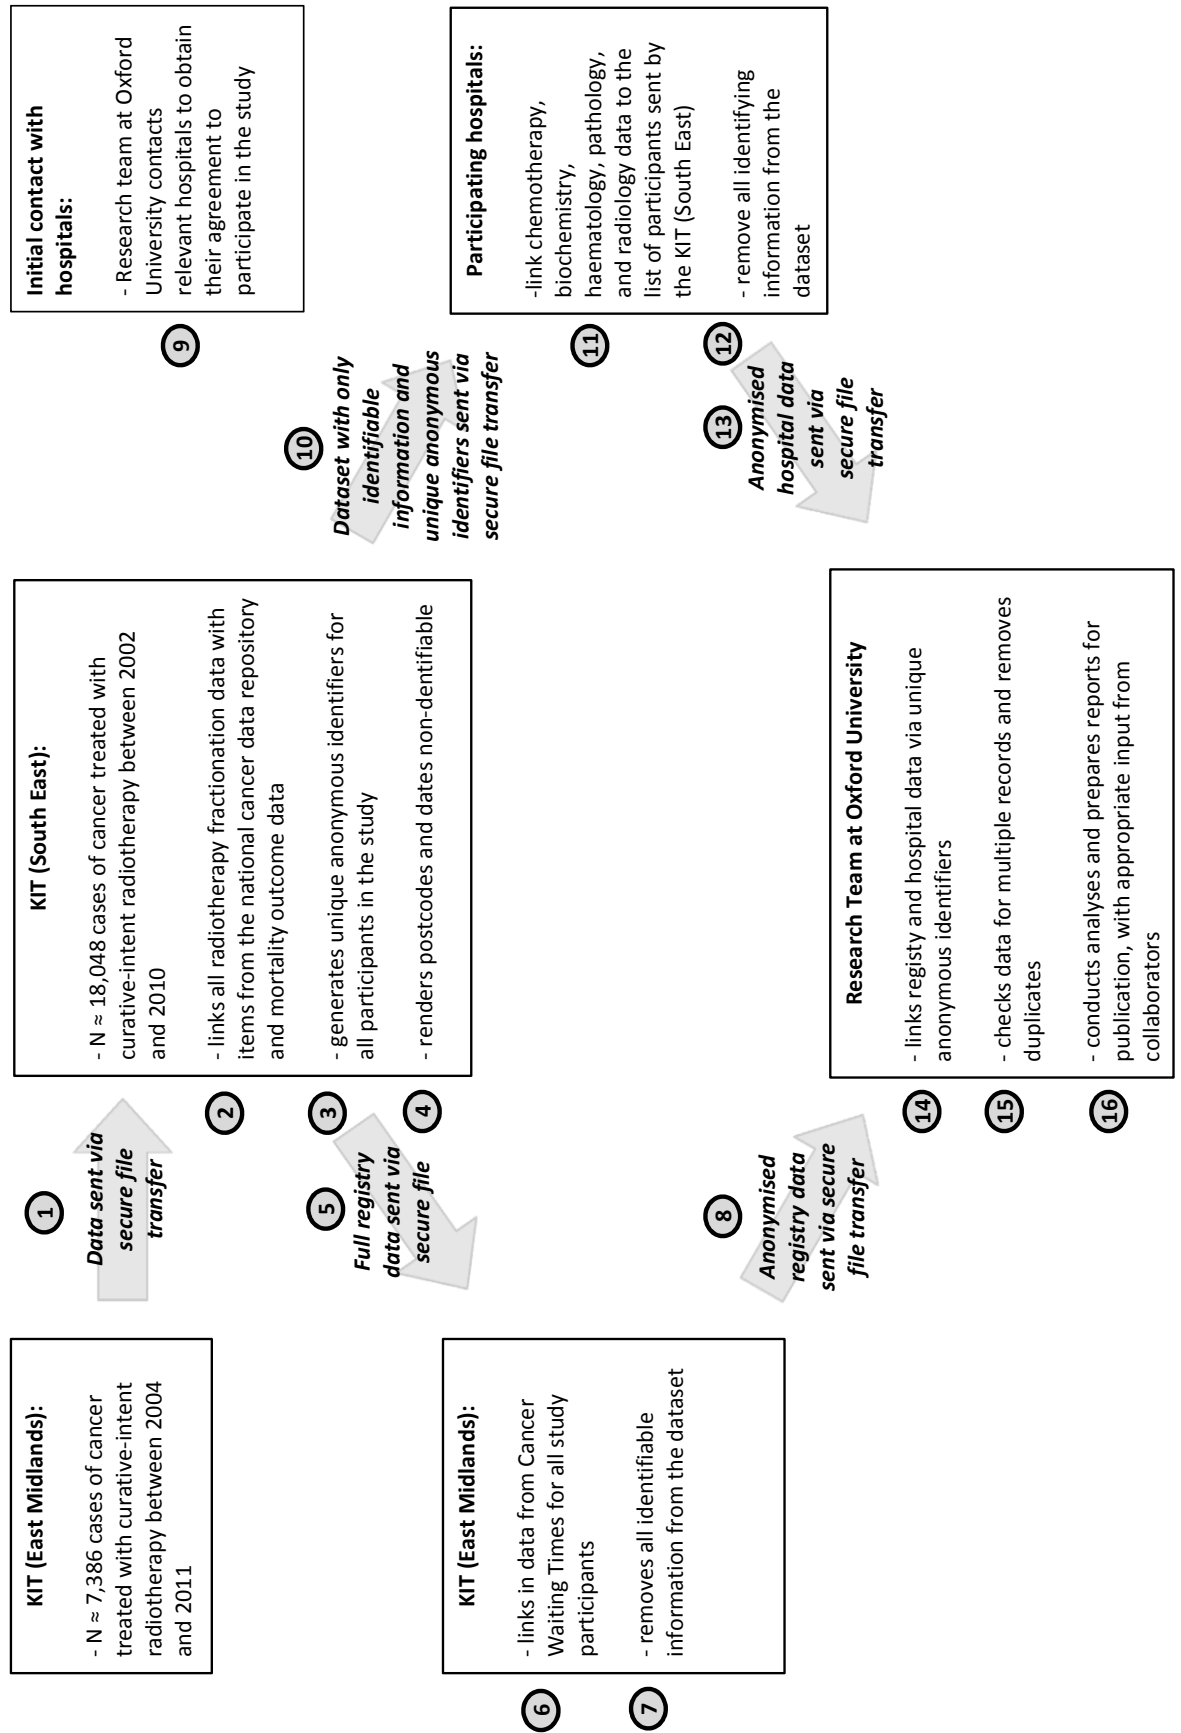 KIT (East Midlands):
- N ≈ 7,386 cases of cancer
treated with curative-intent
radiotherapy between 2004
and 2011
1
Data sent via
secure file
transfer
KIT (South East):
- N ≈ 18,048 cases of cancer treated with
curative-intent radiotherapy between 2002
and 2010
2
- links all radiotherapy fractionation data with
items from the national cancer data repository
and mortality outcome data
3
- generates unique anonymous identifiers for
all participants in the study
4
- renders postcodes and dates non-dentifiable
5
Full registry
data sent via
secure file
KIT (East Midlands):
6
- links in data from Cancer
Waiting Times for all study
participants
7
- removes all identifiable
information from the dataset
8
Anonymised
registry data
sent via secure
file transfer
Initial contact with
hospitals:
9
- Research team at Oxford
University contacts
relevant hospitals to obtain
their agreement to
participate in the study
10
Dataset with only
identifiable
information and
unique anonymous
identifiers sent via
secure file transfer
Participating hospitals:
11
-link chemotherapy,
biochemistry,
haematology, pathology,
and radiology data to the
list of participants sent by
the KIT (South East)
12
- remove all identifying
information from the
dataset
13
Anonymised
hospital data
sent via
secure file
transfer
Research Team at Oxford University
14
- links registy and hospital data via unique
anonymous identifiers
15
- checks data for multiple records and removes
duplicates
16
- conducts analyses and prepares reports for
publication, with appropriate input from
collaborators